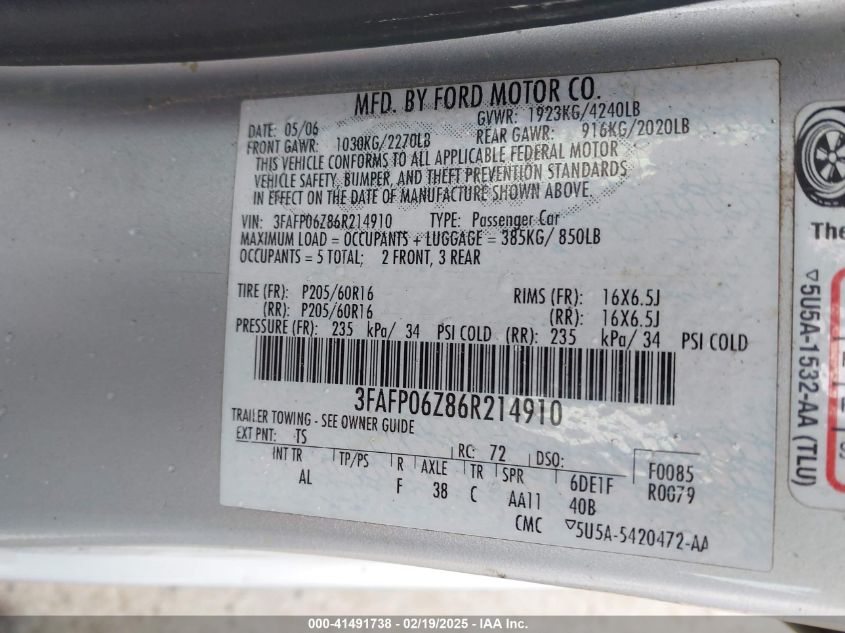 MFD. BY FORD MOTOR CO.
DATE: 05/06 GVWR: 1923KG/4240LB
FRONT GAWR: 1030KG/2270LB REAR GAWR: 916KG/2020LB
THIS VEHICLE CONFORMS TO ALL APPLICABLE FEDERAL MOTOR
VEHICLE SAFETY, BUMPER, AND THEFT PREVENTION STANDARDS
IN EFFECT ON THE DATE OF MANUFACTURE SHOWN ABOVE.
VIN: 3FAFP06Z86R214910 TYPE: Passenger Car
MAXIMUM LOAD = OCCUPANTS + LUGGAGE = 385KG/ 850LB
OCCUPANTS = 5 TOTAL; 2 FRONT, 3 REAR
TIRE (FR): P205/60R16 RIMS (FR): 16X6.5J
(RR): P205/60R16 (RR): 16X6.5J
PRESSURE (FR): 235 kPa/ 34 PSI COLD (RR): 235 kPa/ 34 PSI COLD
3FAFP06Z86R214910
TRAILER TOWING - SEE OWNER GUIDE
EXT PNT: TS RC: 72 DSO:
INT TR TP/PS R AXLE TR SPR 6DE1F F0085
AL F 38 C AA11 40B R0079
CMC ▽5U5A-5420472-AA
The
▽5U5A-1532-AA (TLU)
000-41491738 - 02/19/2025 - IAA Inc.